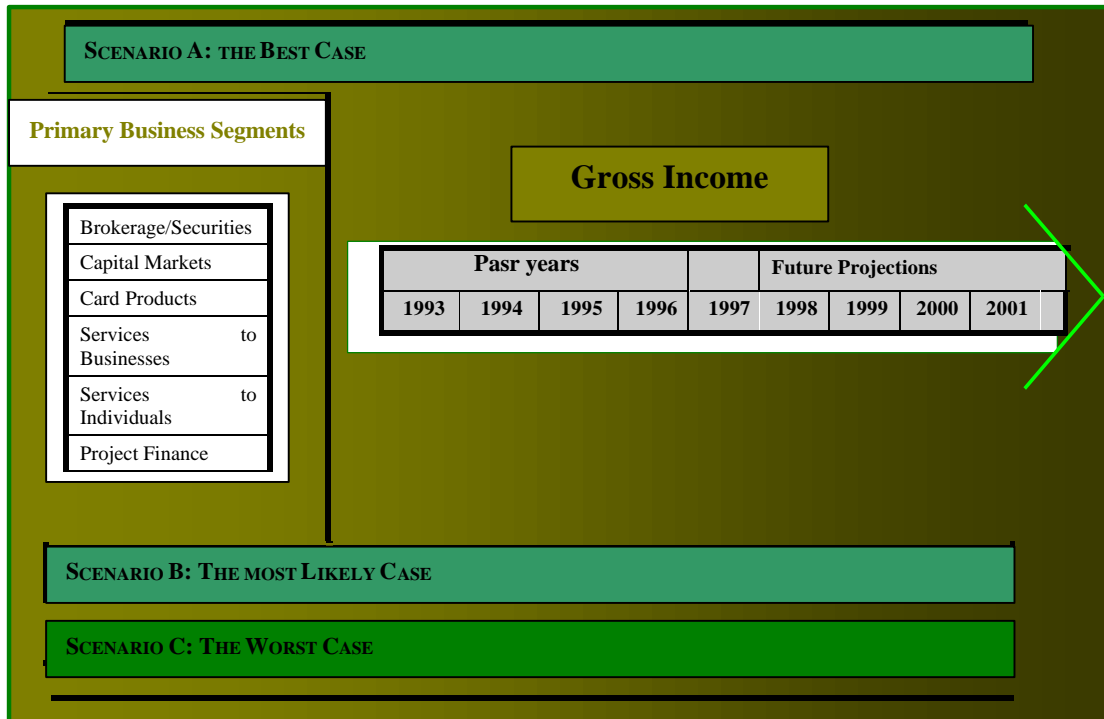 SCENARIO A: THE BEST CASE
Primary Business Segments
Gross Income
Brokerage/Securities
Capital Markets
Card Products
Services to
Businesses
Services to
Individuals
Project Finance
Pasr years Future Projections
1993 1994 1995 1996 1997 1998 1999 2000 2001
SCENARIO B: THE MOST LIKELY CASE
SCENARIO C: THE WORST CASE